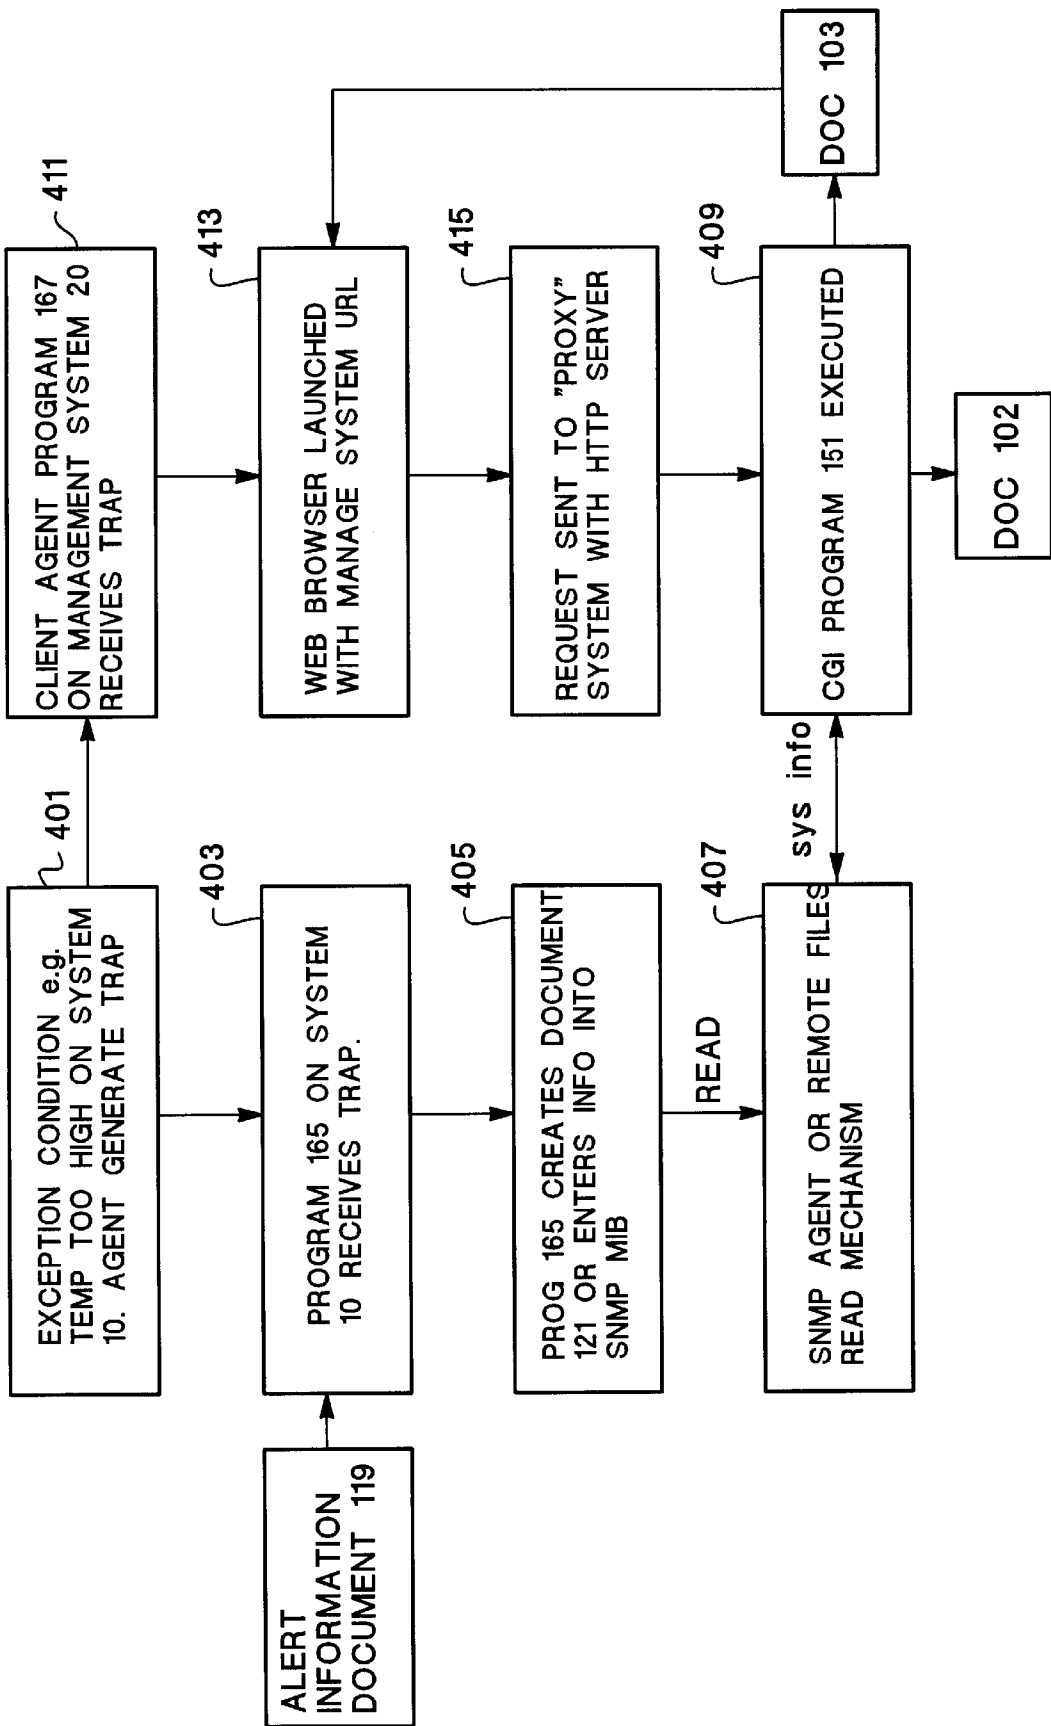 EXCEPTION CONDITION e.g.
TEMP TOO HIGH ON SYSTEM
10. AGENT GENERATE TRAP
401
CLIENT AGENT PROGRAM 167
ON MANAGEMENT SYSTEM 20
RECEIVES TRAP
411
ALERT
INFORMATION
DOCUMENT 119
PROGRAM 165 ON SYSTEM
10 RECEIVES TRAP.
403
WEB BROWSER LAUNCHED
WITH MANAGE SYSTEM URL
413
PROG 165 CREATES DOCUMENT
121 OR ENTERS INFO INTO
SNMP MIB
405
REQUEST SENT TO "PROXY"
SYSTEM WITH HTTP SERVER
415
READ
SNMP AGENT OR REMOTE FILES
READ MECHANISM
407
sys info
CGI PROGRAM 151 EXECUTED
409
DOC 103
DOC 102